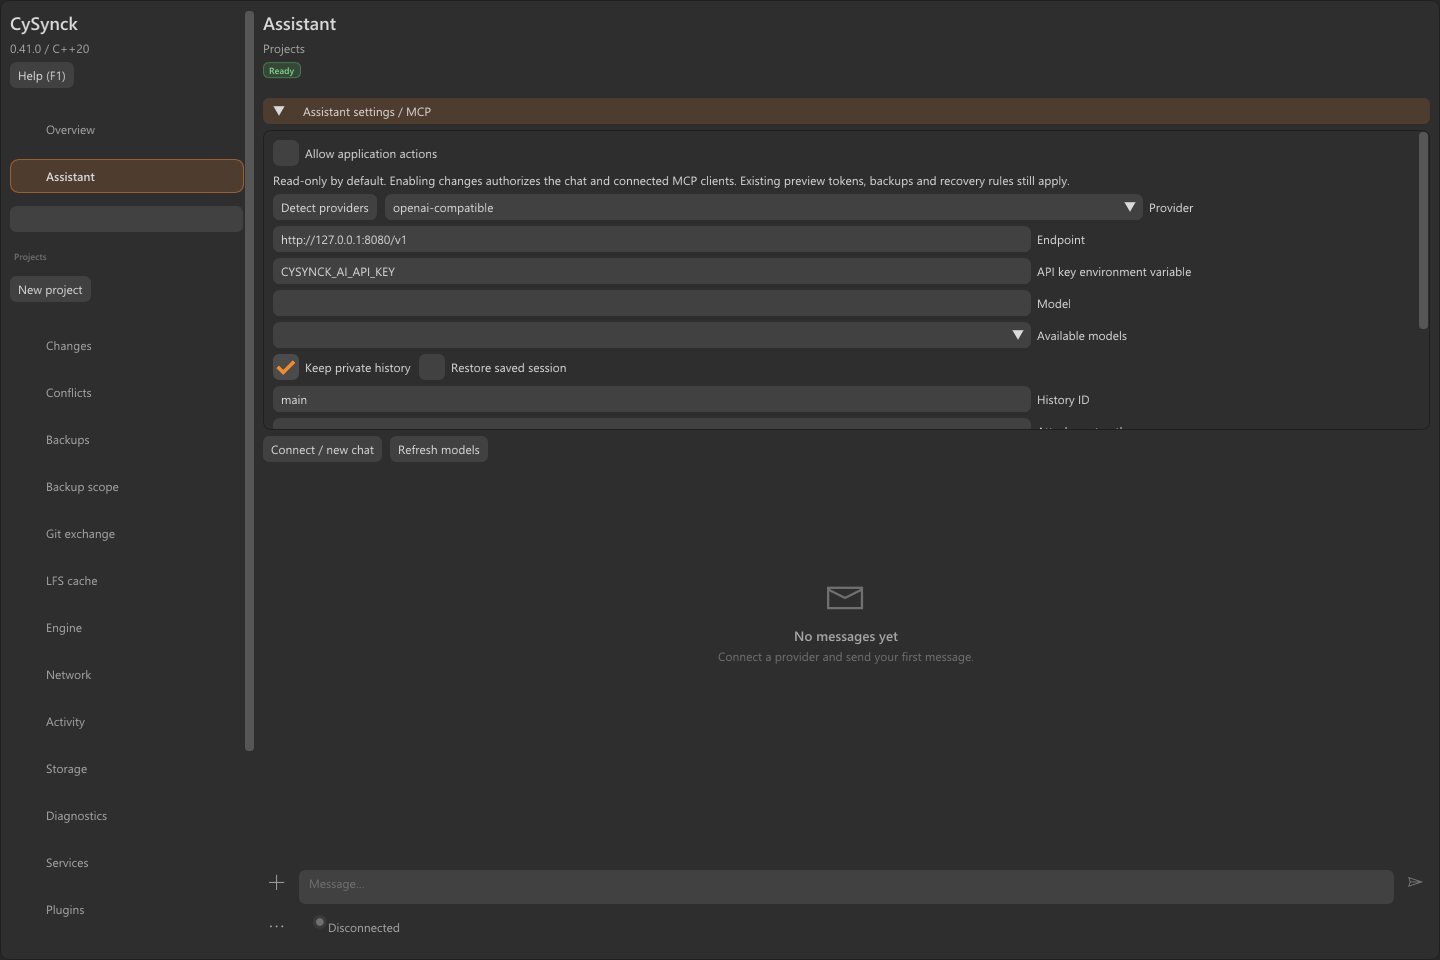 CySynck
0.41.0 / C++20
Help (F1)
Overview
Assistant
Projects
New project
Changes
Conflicts
Backups
Backup scope
Git exchange
LFS cache
Engine
Network
Activity
Storage
Diagnostics
Services
Plugins
Assistant
Projects
Ready
Assistant settings / MCP
Allow application actions
Read-only by default. Enabling changes authorizes the chat and connected MCP clients. Existing preview tokens, backups and recovery rules still apply.
Detect providers openai-compatible Provider
http://127.0.0.1:8080/v1 Endpoint
CYSYNCK_AI_API_KEY API key environment variable
Model
Available models
Keep private history Restore saved session
main History ID
Connect / new chat Refresh models
No messages yet
Connect a provider and send your first message.
Message...
... Disconnected